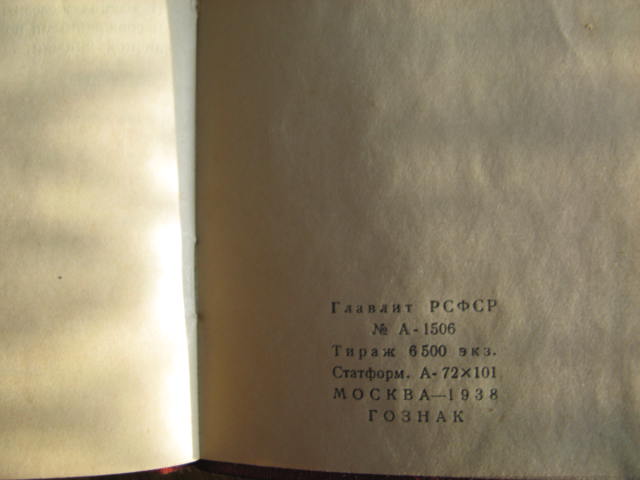 Главлит РСФСР
№ А-1506
Тираж 6500 экз.
Статформ. А-72×101
МОСКВА—1938
ГОЗНАК